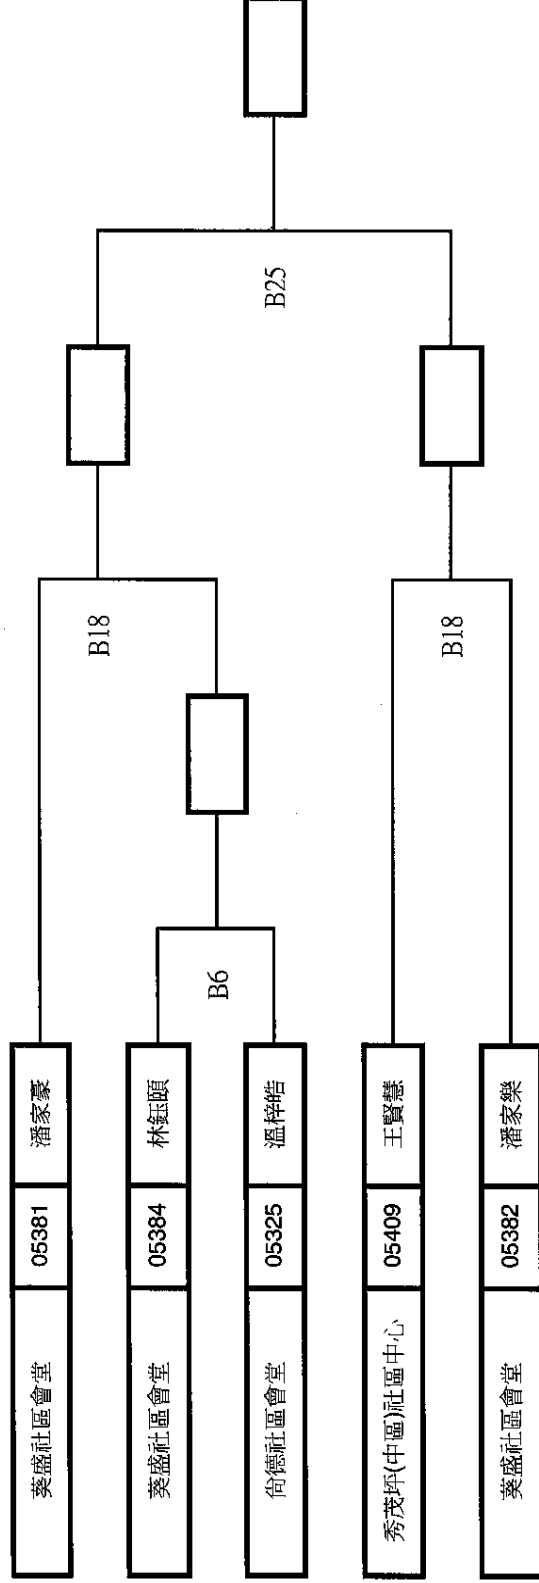 葵盛社區會堂 05381 潘家豪
葵盛社區會堂 05384 林鈺頤
尙德社區會堂 05325 溫梓皓
秀茂坪(中區)社區中心 05409 王賢慧
葵盛社區會堂 05382 潘家樂
B6
B18
B18
B25